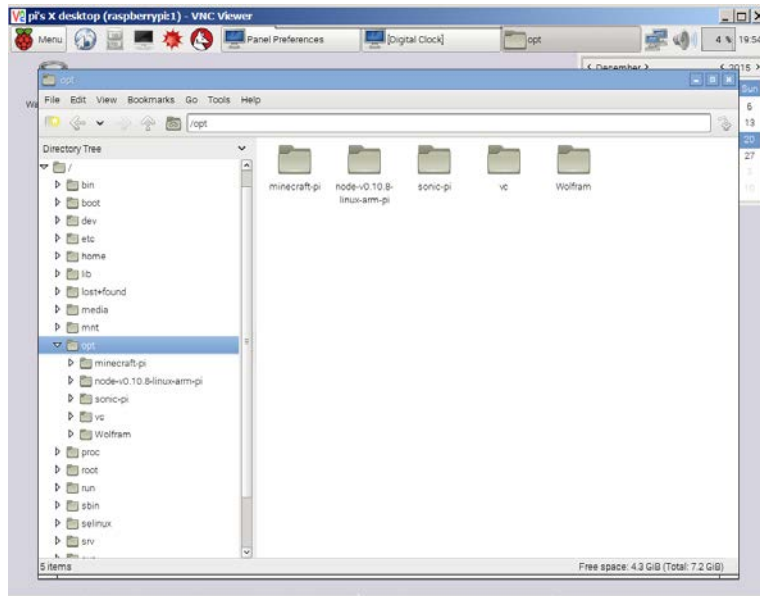 pi's X desktop (raspberrypi:1) - VNC Viewer
Menu Panel Preferences [Digital Clock] opt 4 % 19:54
< December > < 2015 >
opt
Sun
File Edit View Bookmarks Go Tools Help
6
/opt
13
Directory Tree
20
/
27
bin
minecraft-pi node-v0.10.8-linux-arm-pi sonic-pi vc Wolfram
boot
dev
etc
home
lib
lost+found
media
mnt
opt
minecraft-pi
node-v0.10.8-linux-arm-pi
sonic-pi
vc
Wolfram
proc
root
run
sbin
selinux
srv
5 items Free space: 4.3 GiB (Total: 7.2 GiB)